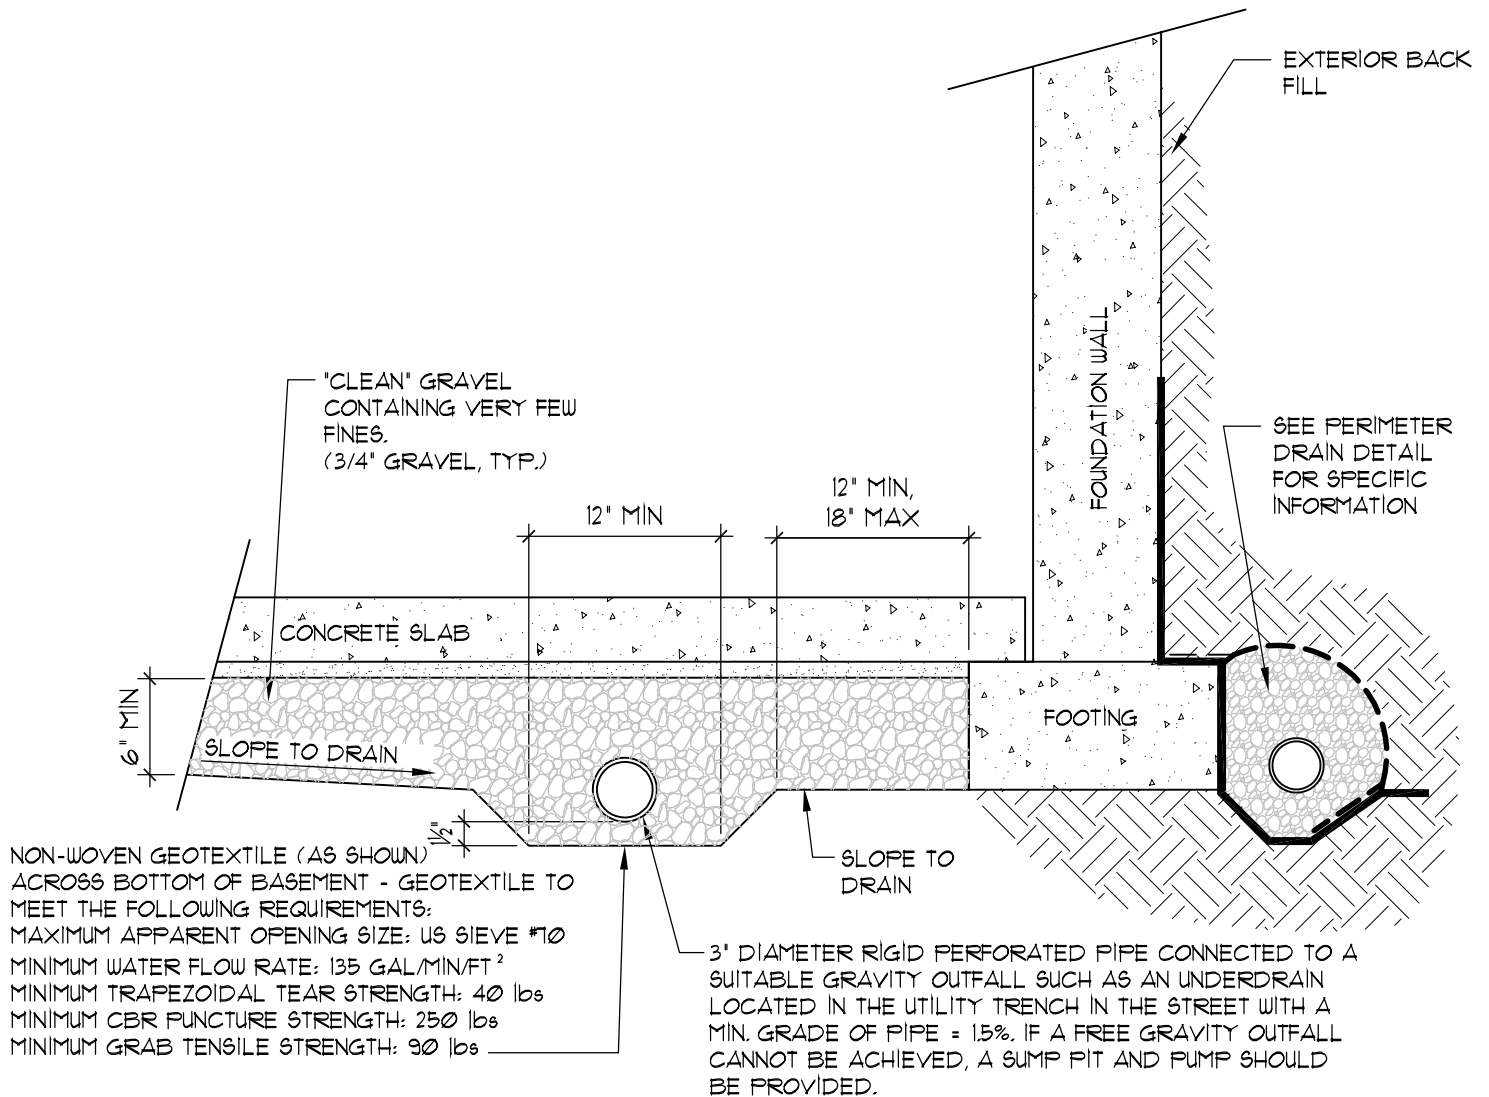 EXTERIOR BACK
FILL
"CLEAN" GRAVEL
CONTAINING VERY FEW
FINES.
(3/4" GRAVEL, TYP.)
FOUNDATION WALL
SEE PERIMETER
DRAIN DETAIL
FOR SPECIFIC
INFORMATION
12" MIN
12" MIN,
18" MAX
CONCRETE SLAB
6" MIN
FOOTING
SLOPE TO DRAIN
1½"
SLOPE TO
DRAIN
NON-WOVEN GEOTEXTILE (AS SHOWN)
ACROSS BOTTOM OF BASEMENT - GEOTEXTILE TO
MEET THE FOLLOWING REQUIREMENTS:
MAXIMUM APPARENT OPENING SIZE: US SIEVE #70
MINIMUM WATER FLOW RATE: 135 GAL/MIN/FT²
MINIMUM TRAPEZOIDAL TEAR STRENGTH: 40 lbs
MINIMUM CBR PUNCTURE STRENGTH: 250 lbs
MINIMUM GRAB TENSILE STRENGTH: 90 lbs
3" DIAMETER RIGID PERFORATED PIPE CONNECTED TO A
SUITABLE GRAVITY OUTFALL SUCH AS AN UNDERDRAIN
LOCATED IN THE UTILITY TRENCH IN THE STREET WITH A
MIN. GRADE OF PIPE = 1.5%. IF A FREE GRAVITY OUTFALL
CANNOT BE ACHIEVED, A SUMP PIT AND PUMP SHOULD
BE PROVIDED.